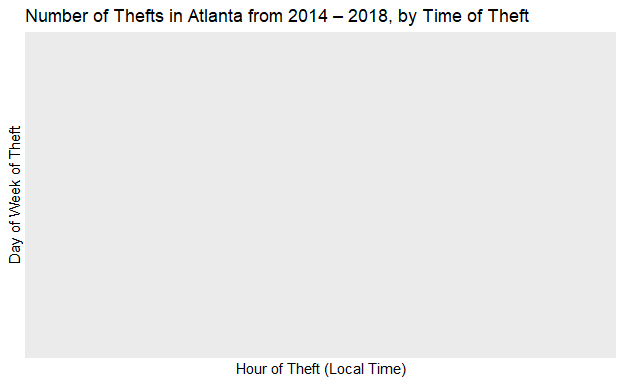 Number of Thefts in Atlanta from 2014 – 2018, by Time of Theft
Day of Week of Theft
Hour of Theft (Local Time)